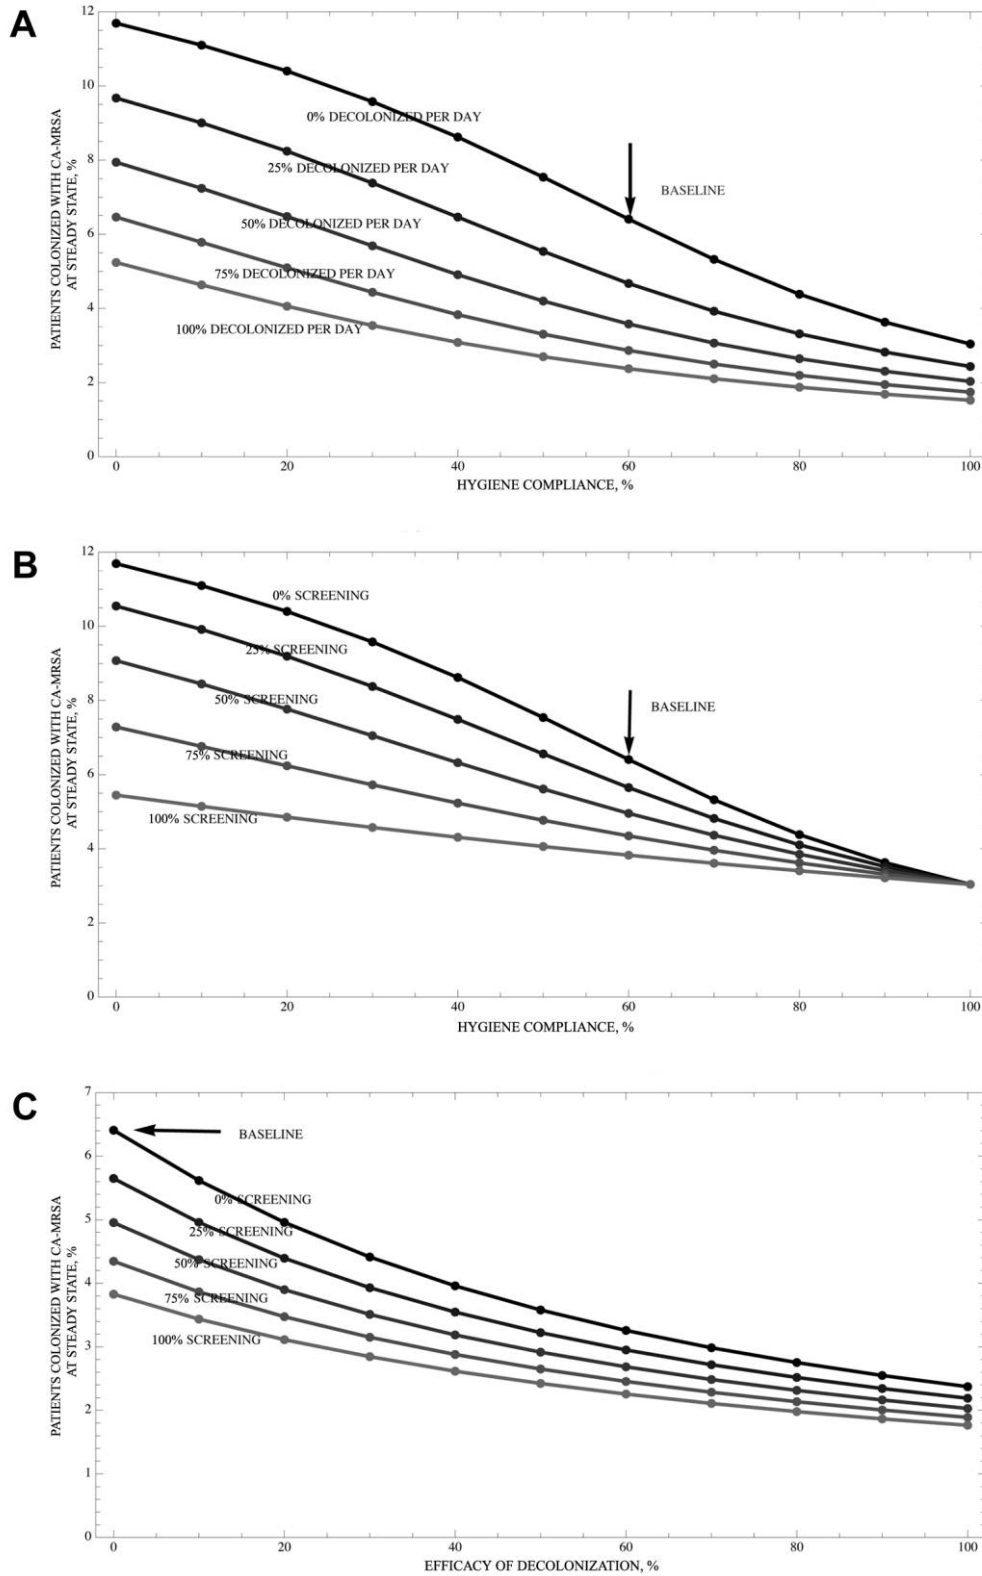 A
12
10
8
6
4
2
0
PATIENTS COLONIZED WITH CA-MRSA
AT STEADY STATE, %
0% DECOLONIZED PER DAY
25% DECOLONIZED PER DAY
50% DECOLONIZED PER DAY
75% DECOLONIZED PER DAY
100% DECOLONIZED PER DAY
BASELINE
0 20 40 60 80 100
HYGIENE COMPLIANCE, %
B
12
10
8
6
4
2
0
PATIENTS COLONIZED WITH CA-MRSA
AT STEADY STATE, %
0% SCREENING
25% SCREENING
50% SCREENING
75% SCREENING
100% SCREENING
BASELINE
0 20 40 60 80 100
HYGIENE COMPLIANCE, %
C
7
6
5
4
3
2
1
0
PATIENTS COLONIZED WITH CA-MRSA
AT STEADY STATE, %
BASELINE
0% SCREENING
25% SCREENING
50% SCREENING
75% SCREENING
100% SCREENING
0 20 40 60 80 100
EFFICACY OF DECOLONIZATION, %